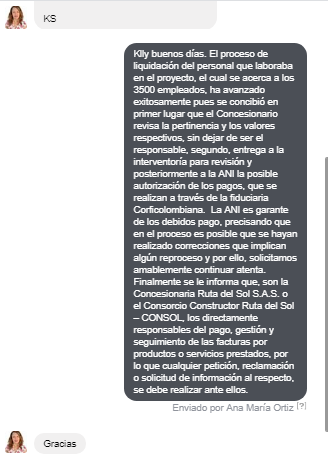 KS
Klly buenos días. El proceso de
liquidación del personal que laboraba
en el proyecto, el cual se acerca a los
3500 empleados, ha avanzado
exitosamente pues se concibió en
primer lugar que el Concesionario
revisa la pertinencia y los valores
respectivos, sin dejar de ser el
responsable, segundo, entrega a la
interventoría para revisión y
posteriormente a la ANI la posible
autorización de los pagos, que se
realizan a través de la fiduciaria
Corficolombiana.  La ANI es garante
de los debidos pago, precisando que
en el proceso es posible que se hayan
realizado correcciones que implican
algún reproceso y por ello, solicitamos
amablemente continuar atenta.
Finalmente se le informa que, son la
Concesionaria Ruta del Sol S.A.S. o
el Consorcio Constructor Ruta del Sol
– CONSOL, los directamente
responsables del pago, gestión y
seguimiento de las facturas por
productos o servicios prestados, por
lo que cualquier petición, reclamación
o solicitud de información al respecto,
se debe realizar ante ellos.
Enviado por Ana María Ortiz [?]
Gracias